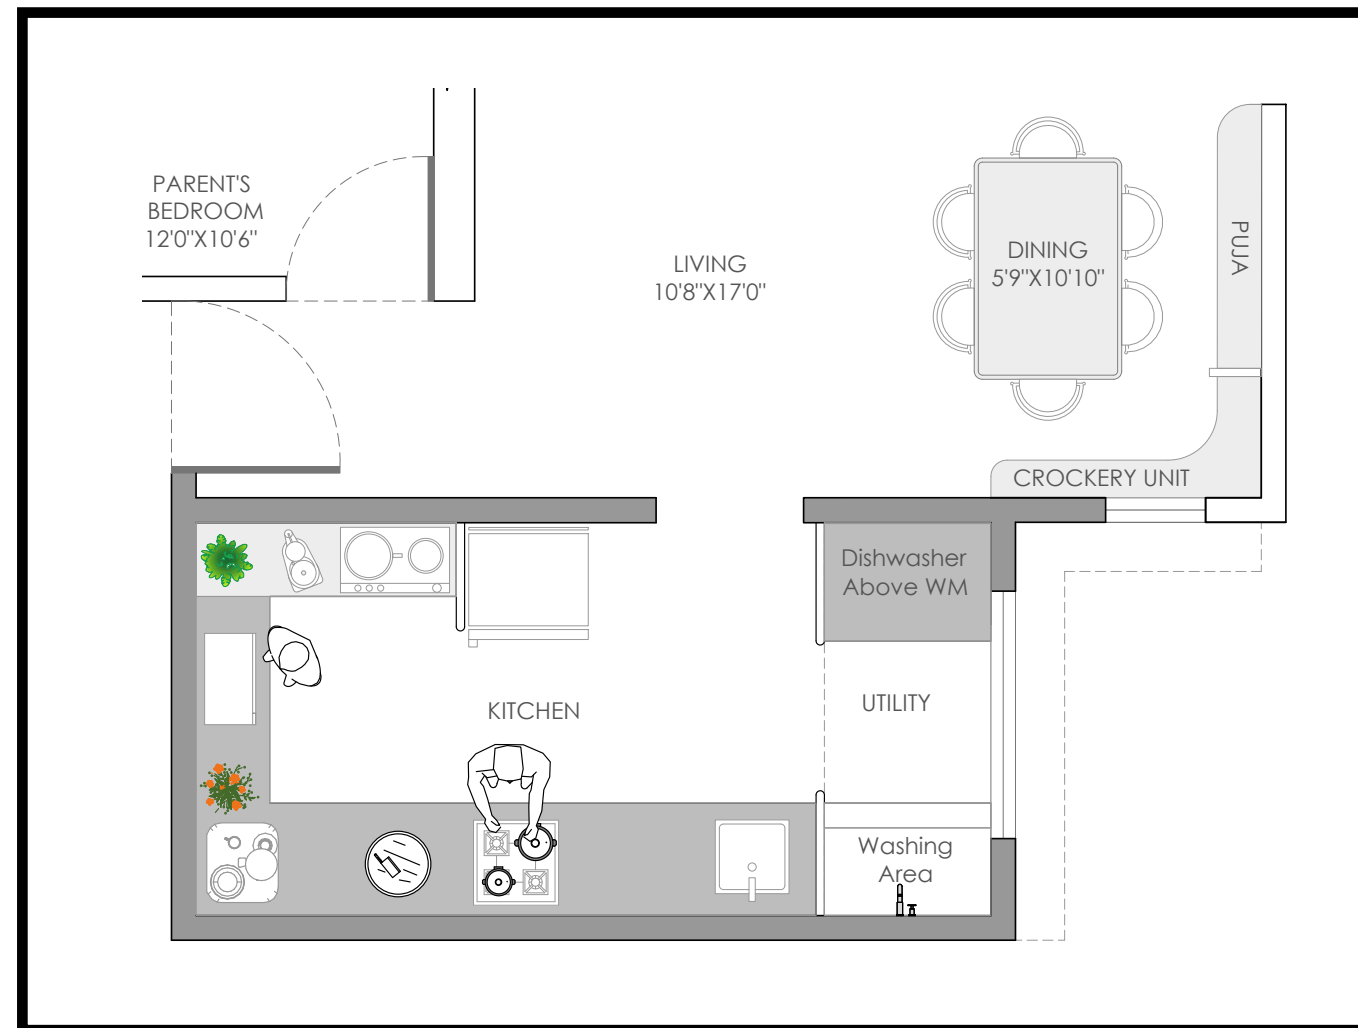 PARENT'S
BEDROOM
12'0"X10'6"
LIVING
10'8"X17'0"
DINING
5'9"X10'10"
PUJA
CROCKERY UNIT
Dishwasher
Above WM
KITCHEN
UTILITY
Washing
Area